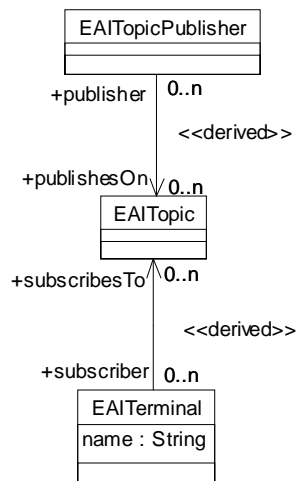 EAITopicPublisher
+publisher 0..n
<<derived>>
+publishesOn 0..n
EAITopic
+subscribesTo 0..n
<<derived>>
+subscriber 0..n
EAITerminal
name : String